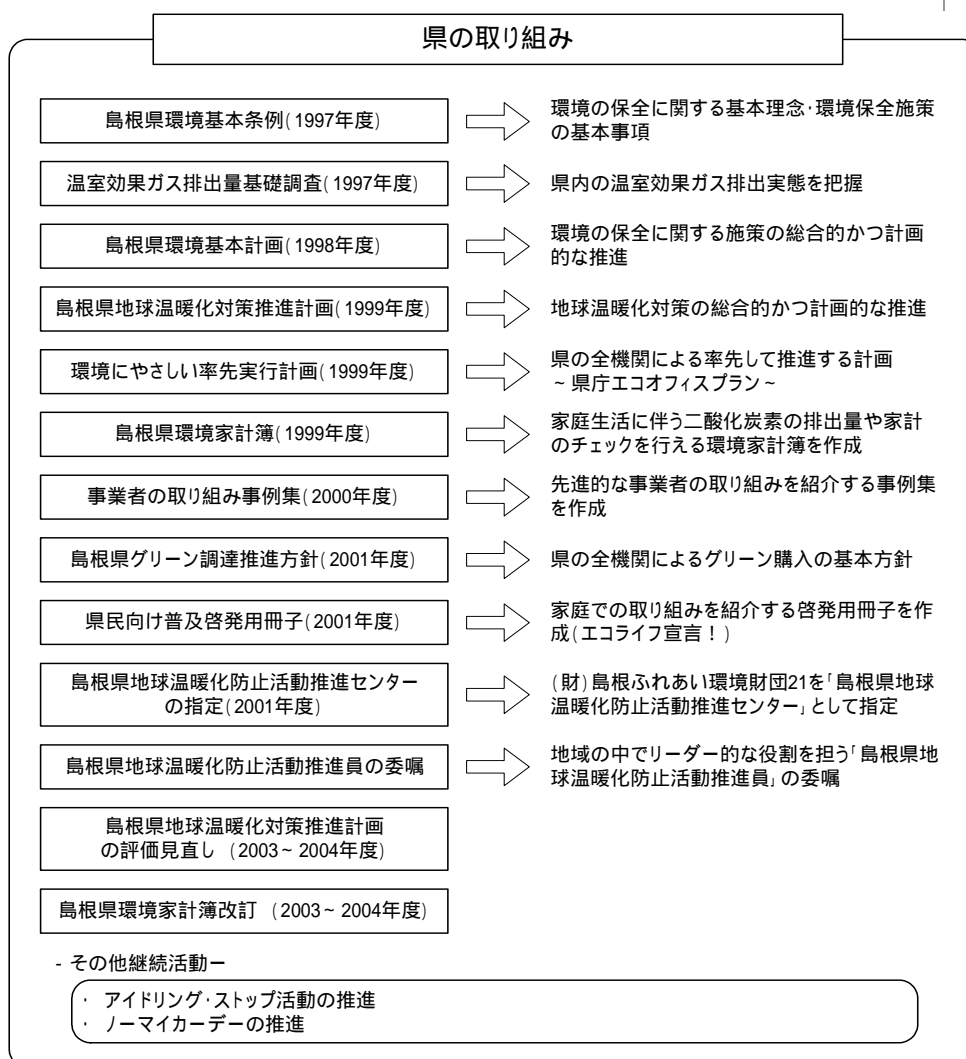 県の取り組み
島根県環境基本条例(1997年度)
環境の保全に関する基本理念・環境保全施策
の基本事項
温室効果ガス排出量基礎調査(1997年度)
県内の温室効果ガス排出実態を把握
島根県環境基本計画(1998年度)
環境の保全に関する施策の総合的かつ計画
的な推進
島根県地球温暖化対策推進計画(1999年度)
地球温暖化対策の総合的かつ計画的な推進
環境にやさしい率先実行計画(1999年度)
県の全機関による率先して推進する計画
~県庁エコオフィスプラン~
島根県環境家計簿(1999年度)
家庭生活に伴う二酸化炭素の排出量や家計
のチェックを行える環境家計簿を作成
事業者の取り組み事例集(2000年度)
先進的な事業者の取り組みを紹介する事例集
を作成
島根県グリーン調達推進方針(2001年度)
県の全機関によるグリーン購入の基本方針
県民向け普及啓発用冊子(2001年度)
家庭での取り組みを紹介する啓発用冊子を作
成(エコライフ宣言!)
島根県地球温暖化防止活動推進センター
の指定(2001年度)
(財)島根ふれあい環境財団21を「島根県地球
温暖化防止活動推進センター」として指定
島根県地球温暖化防止活動推進員の委嘱
地域の中でリーダー的な役割を担う「島根県地
球温暖化防止活動推進員」の委嘱
島根県地球温暖化対策推進計画
の評価見直し (2003~2004年度)
島根県環境家計簿改訂 (2003~2004年度)
- その他継続活動ー
・ アイドリング・ストップ活動の推進
・ ノーマイカーデーの推進